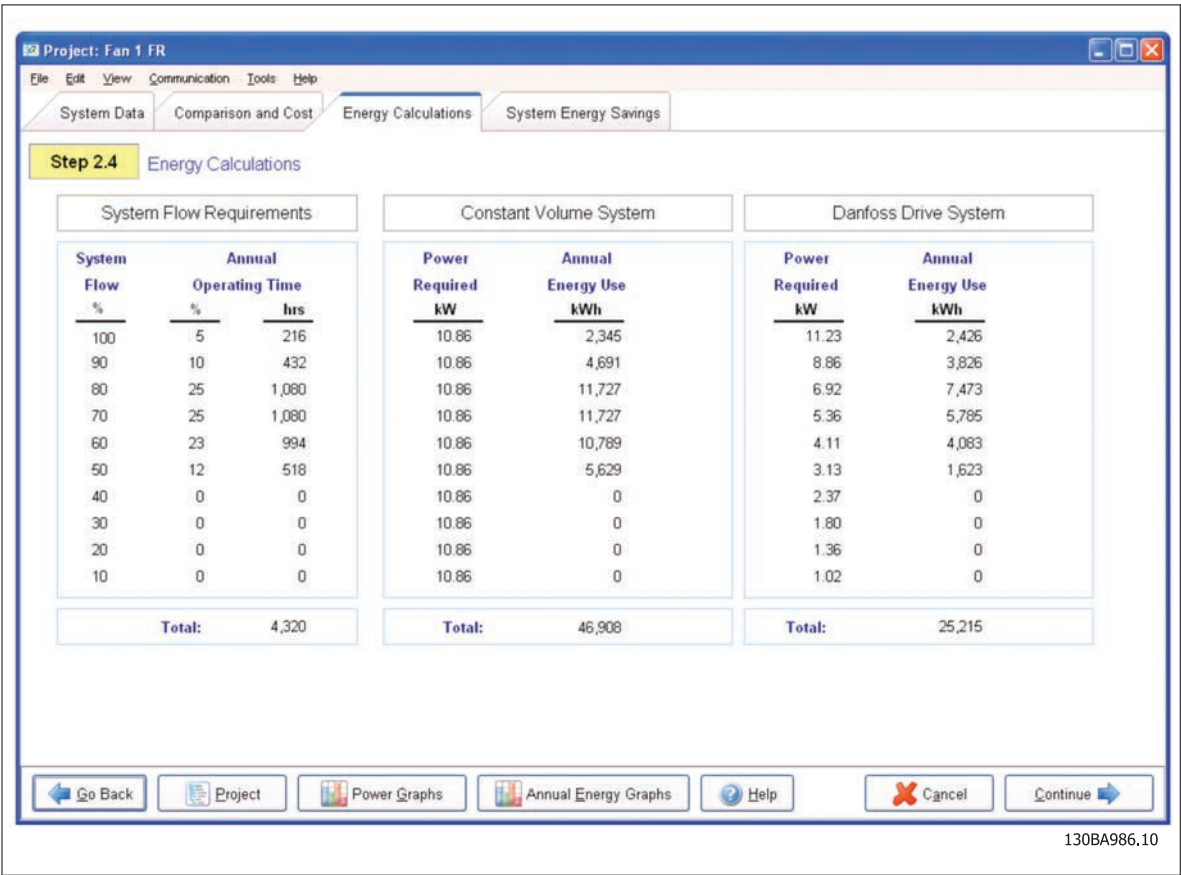 Project: Fan 1 FR
File Edit View Communication Tools Help
System Data Comparison and Cost Energy Calculations System Energy Savings
Step 2.4 Energy Calculations
System Flow Requirements Constant Volume System Danfoss Drive System
System Annual Power Annual Power Annual
Flow Operating Time Required Energy Use Required Energy Use
% % hrs kW kWh kW kWh
100 5 216 10.86 2,345 11.23 2,426
90 10 432 10.86 4,691 8.86 3,826
80 25 1,080 10.86 11,727 6.92 7,473
70 25 1,080 10.86 11,727 5.36 5,785
60 23 994 10.86 10,789 4.11 4,083
50 12 518 10.86 5,629 3.13 1,623
40 0 0 10.86 0 2.37 0
30 0 0 10.86 0 1.80 0
20 0 0 10.86 0 1.36 0
10 0 0 10.86 0 1.02 0
Total: 4,320 Total: 46,908 Total: 25,215
Go Back Project Power Graphs Annual Energy Graphs Help Cancel Continue
130BA986.10